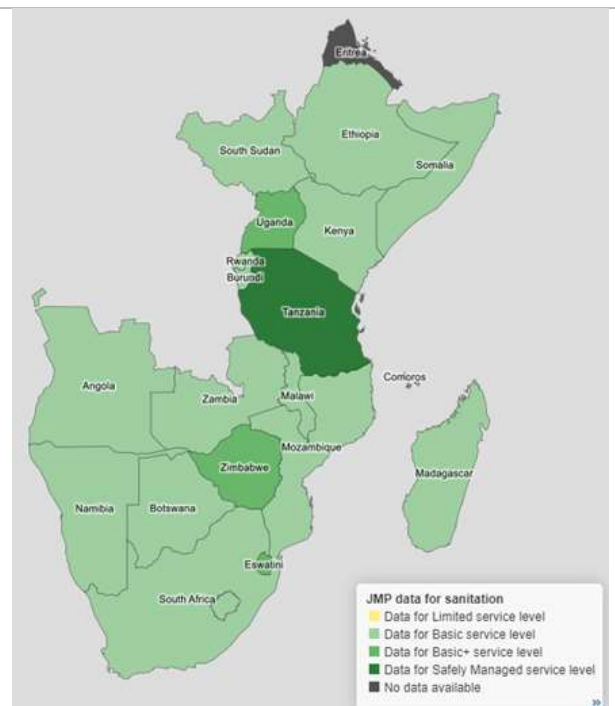 Eritrea
Ethiopia
South Sudan
Somalia
Uganda
Kenya
Rwanda
Burundi
Tanzania
Comoros
Angola
Malawi
Zambia
Mozambique
Zimbabwe
Madagascar
Namibia
Botswana
Eswatini
South Africa
JMP data for sanitation
Data for Limited service level
Data for Basic service level
Data for Basic+ service level
Data for Safely Managed service level
No data available
»